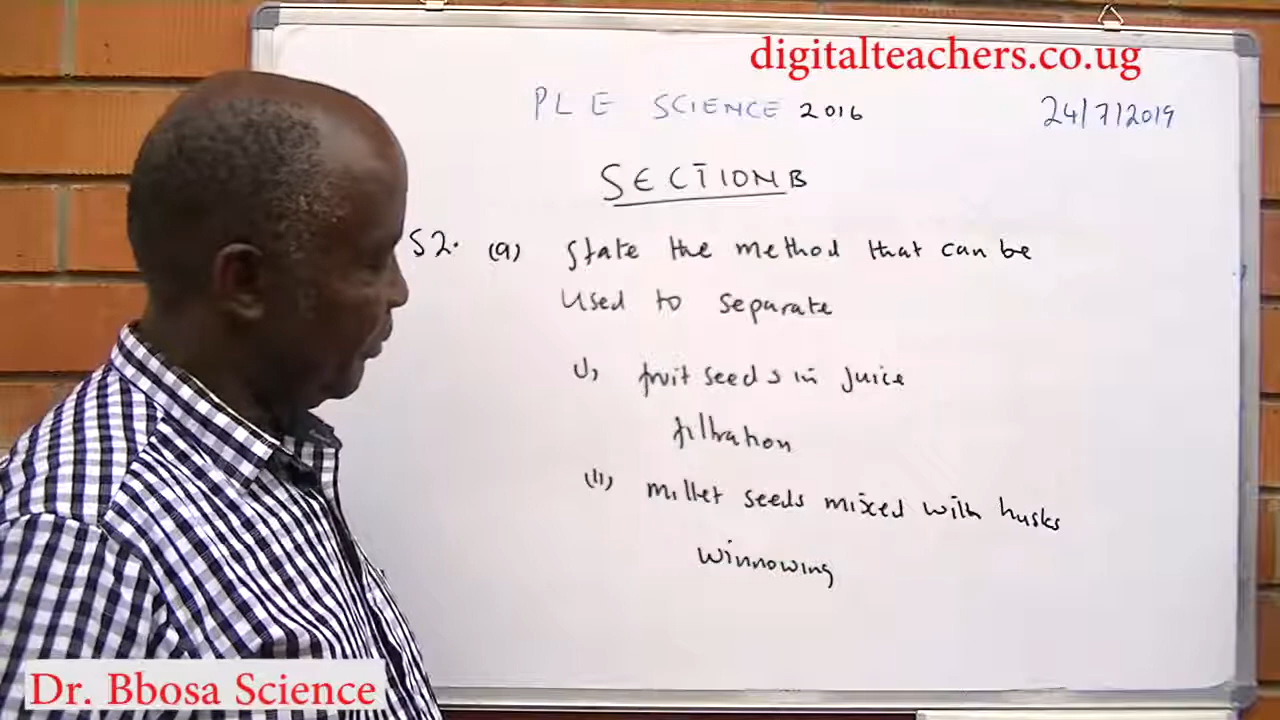 digitalteachers.co.ug
PLE SCIENCE 2016
24/7/2019
SECTION B
52. (a) State the method that can be
used to separate
(i) fruit seeds in juice
filtration
(ii) millet seeds mixed with husks
winnowing
Dr. Bbosa Science